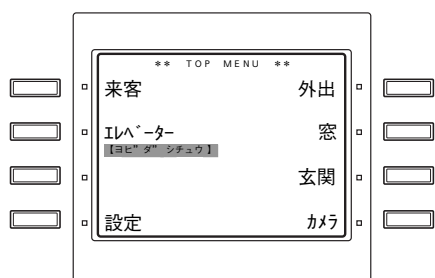 ** TOP MENU **
来客 外出
ｴﾚﾍﾞｰﾀｰ 窓
【ヨビ"ダ" シチュウ】
玄関
設定 ｶﾒﾗ